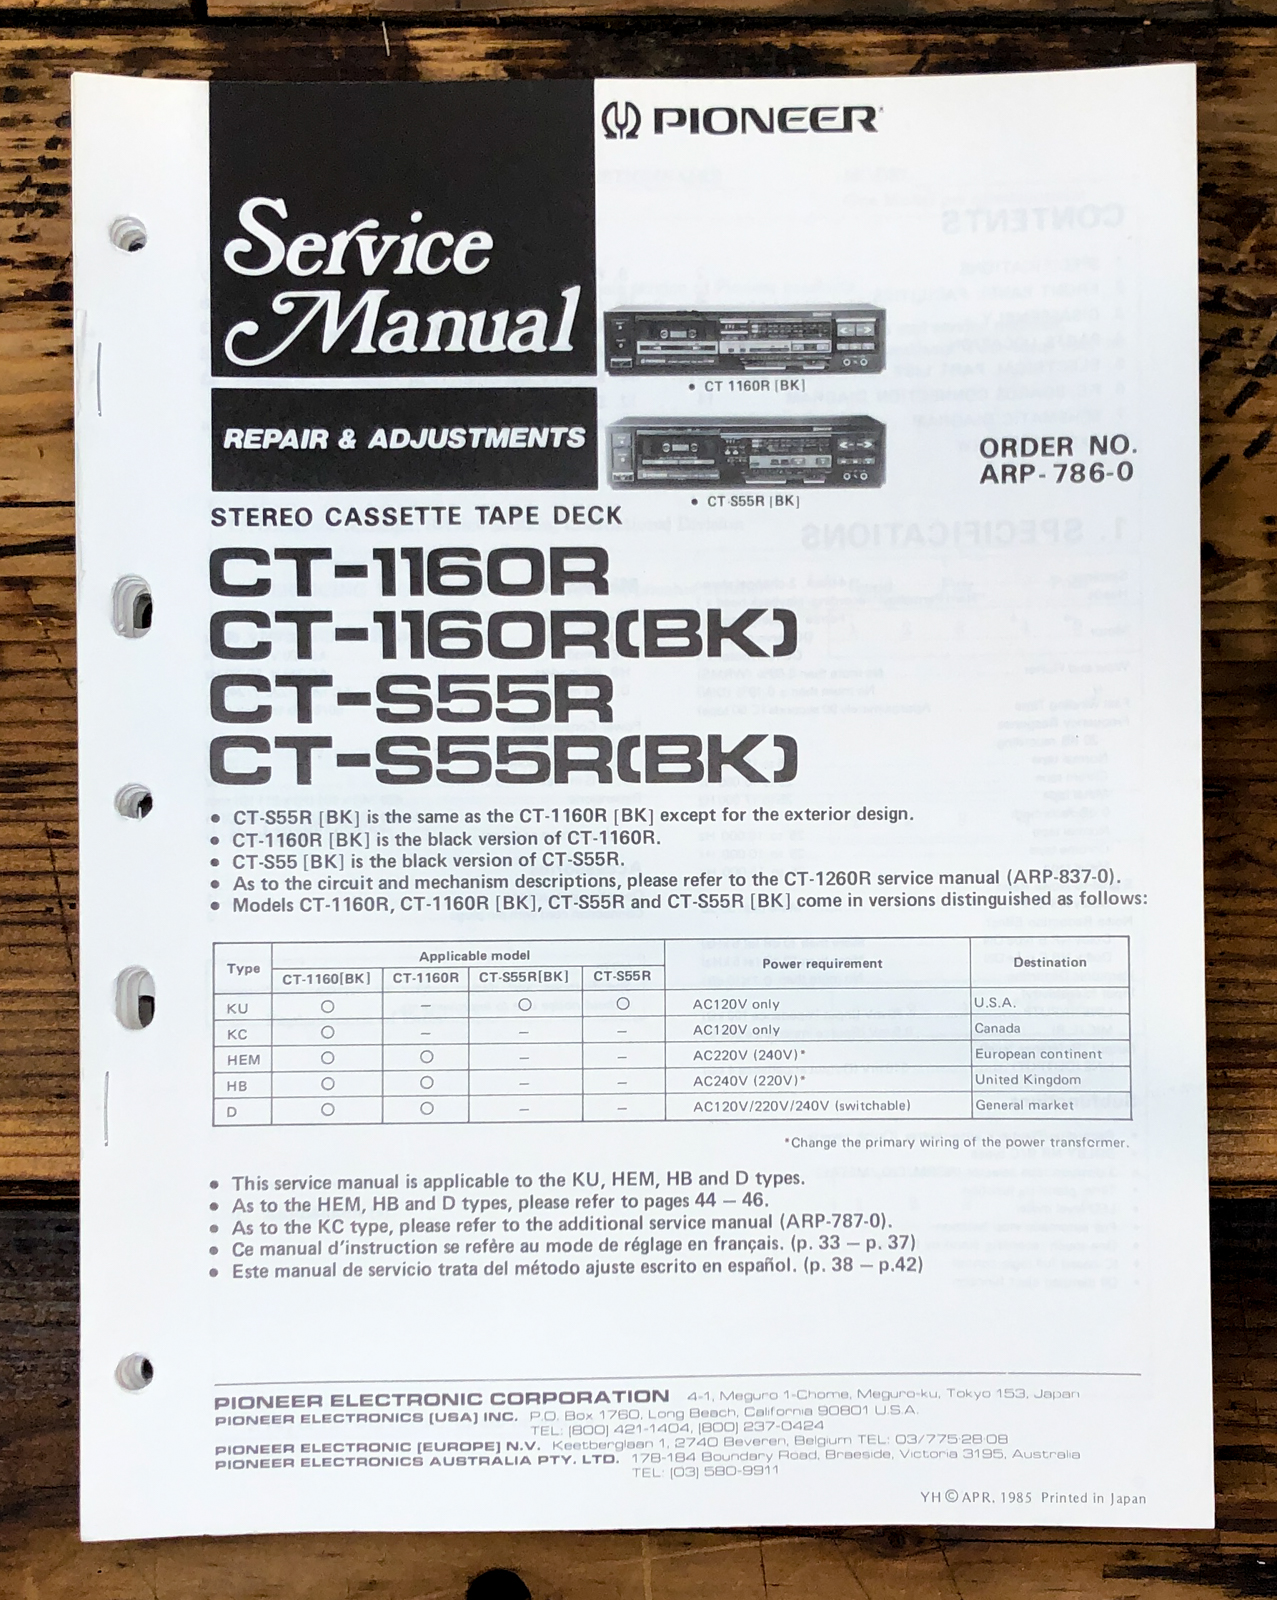 PIONEER
Service
Manual
• CT 1160R [BK]
REPAIR & ADJUSTMENTS
• CT-S55R [BK]
ORDER NO.
ARP-786-0
STEREO CASSETTE TAPE DECK
CT-1160R
CT-1160R(BK)
CT-S55R
CT-S55R(BK)
• CT-S55R [BK] is the same as the CT-1160R [BK] except for the exterior design.
• CT-1160R [BK] is the black version of CT-1160R.
• CT-S55 [BK] is the black version of CT-S55R.
• As to the circuit and mechanism descriptions, please refer to the CT-1260R service manual (ARP-837-0).
• Models CT-1160R, CT-1160R [BK], CT-S55R and CT-S55R [BK] come in versions distinguished as follows:
Type Applicable model Power requirement Destination
CT-1160[BK] CT-1160R CT-S55R[BK] CT-S55R
KU ○ – ○ ○ AC120V only U.S.A.
KC ○ – – – AC120V only Canada
HEM ○ ○ – – AC220V (240V)* European continent
HB ○ ○ – – AC240V (220V)* United Kingdom
D ○ ○ – – AC120V/220V/240V (switchable) General market
*Change the primary wiring of the power transformer.
• This service manual is applicable to the KU, HEM, HB and D types.
• As to the HEM, HB and D types, please refer to pages 44 – 46.
• As to the KC type, please refer to the additional service manual (ARP-787-0).
• Ce manual d'instruction se refère au mode de réglage en français. (p. 33 – p. 37)
• Este manual de servicio trata del método ajuste escrito en español. (p. 38 – p.42)
PIONEER ELECTRONIC CORPORATION 4-1, Meguro 1-Chome, Meguro-ku, Tokyo 153, Japan
PIONEER ELECTRONICS [USA] INC. P.O. Box 1760, Long Beach, California 90801 U.S.A.
TEL: [800] 421-1404, [800] 237-0424
PIONEER ELECTRONIC [EUROPE] N.V. Keetberglaan 1, 2740 Beveren, Belgium TEL: 03/775·28·08
PIONEER ELECTRONICS AUSTRALIA PTY. LTD. 178-184 Boundary Road, Braeside, Victoria 3195, Australia
TEL: [03] 580-9911
YH © APR. 1985 Printed in Japan